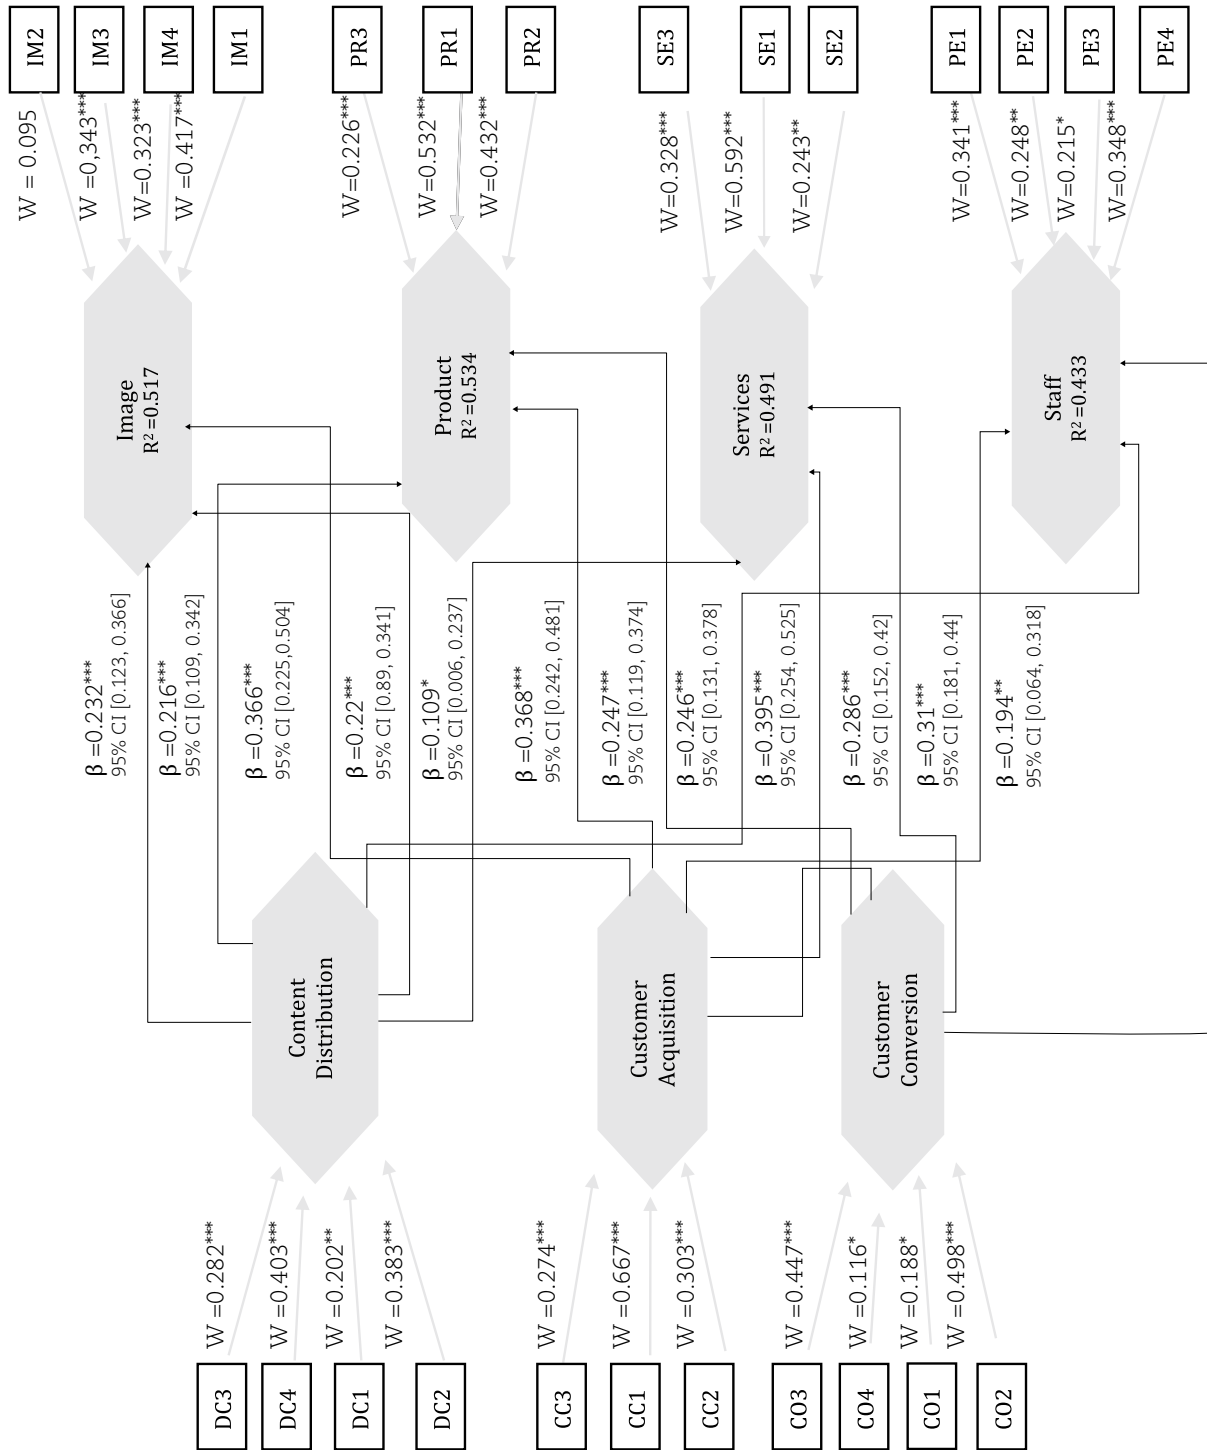 IM2
IM3
IM4
IM1
PR3
PR1
PR2
SE3
SE1
SE2
PE1
PE2
PE3
PE4
W = 0.095
W =0,343***
W =0.323***
W =0.417***
W=0.226***
W=0.532***
W=0.432***
W=0.328***
W=0.592***
W=0.243**
W=0.341***
W=0.248**
W=0.215*
W=0.348***
Image
R² =0.517
Product
R² =0.534
Services
R² =0.491
Staff
R² =0.433
β =0.232***
95% CI [0.123, 0.366]
β =0.216***
95% CI [0.109, 0.342]
β =0.366***
95% CI [0.225,0.504]
β =0.22***
95% CI [0.89, 0.341]
β =0.109*
95% CI [0.006, 0.237]
β =0.368***
95% CI [0.242, 0.481]
β =0.247***
95% CI [0.119, 0.374]
β =0.246***
95% CI [0.131, 0.378]
β =0.395***
95% CI [0.254, 0.525]
β =0.286***
95% CI [0.152, 0.42]
β =0.31***
95% CI [0.181, 0.44]
β =0.194**
95% CI [0.064, 0.318]
Content
Distribution
Customer
Acquisition
Customer
Conversion
W =0.282***
W =0.403***
W =0.202**
W =0.383***
W =0.274***
W =0.667***
W =0.303***
W =0.447***
W =0.116*
W =0.188*
W =0.498***
DC3
DC4
DC1
DC2
CC3
CC1
CC2
CO3
CO4
CO1
CO2